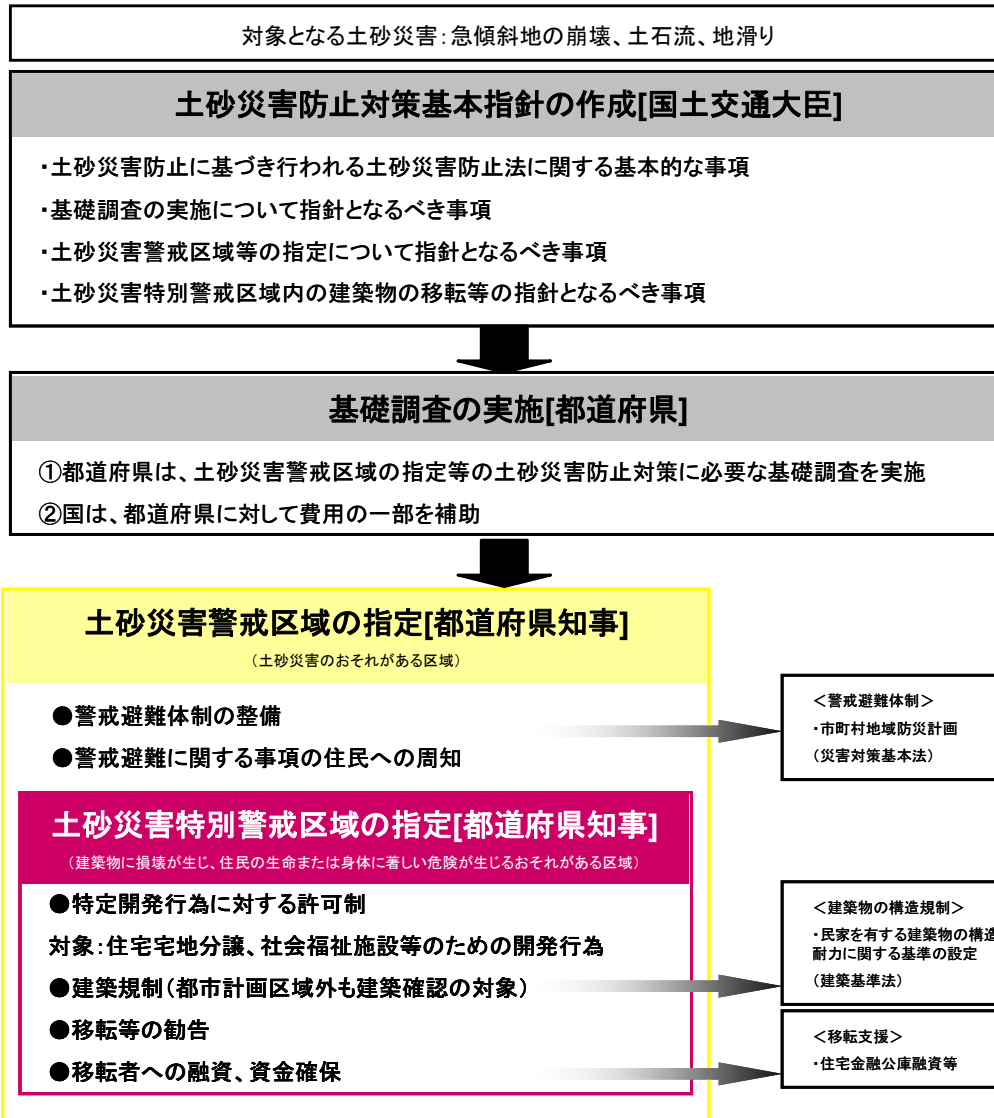 対象となる土砂災害：急傾斜地の崩壊、土石流、地滑り
土砂災害防止対策基本指針の作成[国土交通大臣]
・土砂災害防止に基づき行われる土砂災害防止法に関する基本的な事項
・基礎調査の実施について指針となるべき事項
・土砂災害警戒区域等の指定について指針となるべき事項
・土砂災害特別警戒区域内の建築物の移転等の指針となるべき事項
基礎調査の実施[都道府県]
①都道府県は、土砂災害警戒区域の指定等の土砂災害防止対策に必要な基礎調査を実施
②国は、都道府県に対して費用の一部を補助
土砂災害警戒区域の指定[都道府県知事]
（土砂災害のおそれがある区域）
●警戒避難体制の整備
●警戒避難に関する事項の住民への周知
＜警戒避難体制＞
・市町村地域防災計画
（災害対策基本法）
土砂災害特別警戒区域の指定[都道府県知事]
（建築物に損壊が生じ、住民の生命または身体に著しい危険が生じるおそれがある区域）
●特定開発行為に対する許可制
対象：住宅宅地分譲、社会福祉施設等のための開発行為
●建築規制（都市計画区域外も建築確認の対象）
●移転等の勧告
●移転者への融資、資金確保
＜建築物の構造規制＞
・民家を有する建築物の構造
耐力に関する基準の設定
（建築基準法）
＜移転支援＞
・住宅金融公庫融資等